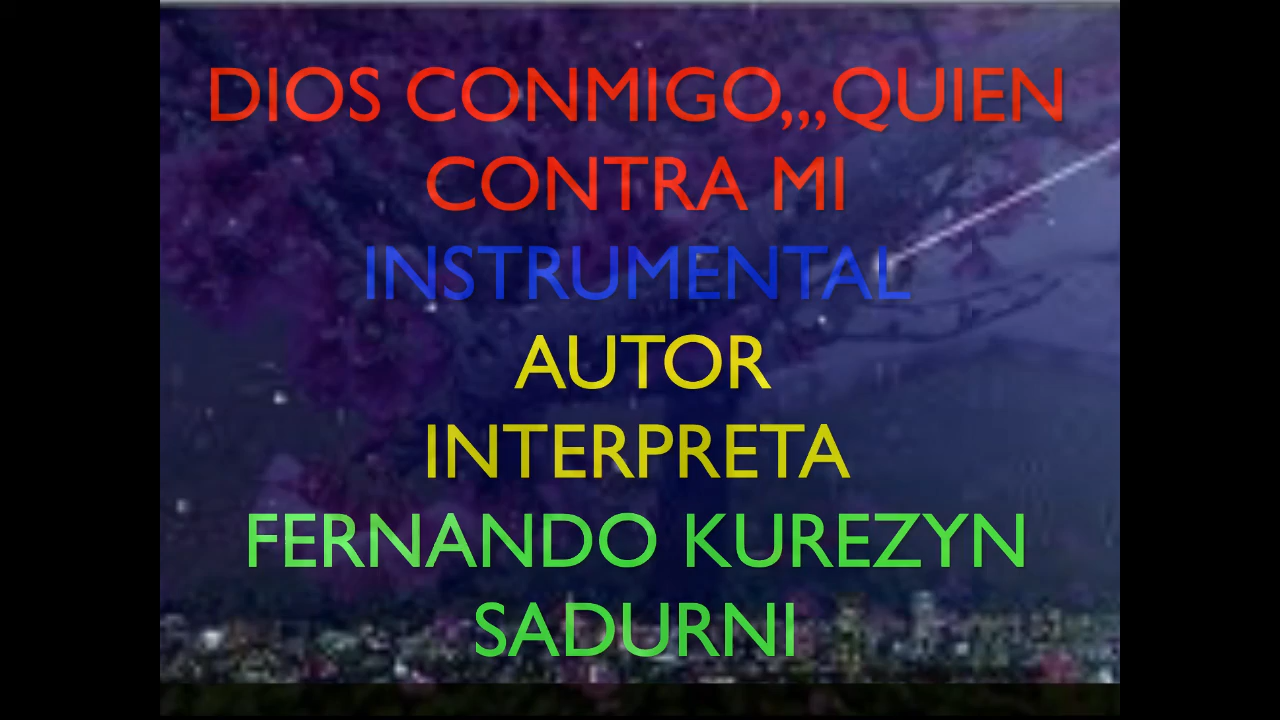 DIOS CONMIGO,,,QUIEN
CONTRA MI
INSTRUMENTAL
AUTOR
INTERPRETA
FERNANDO KUREZYN
SADURNI